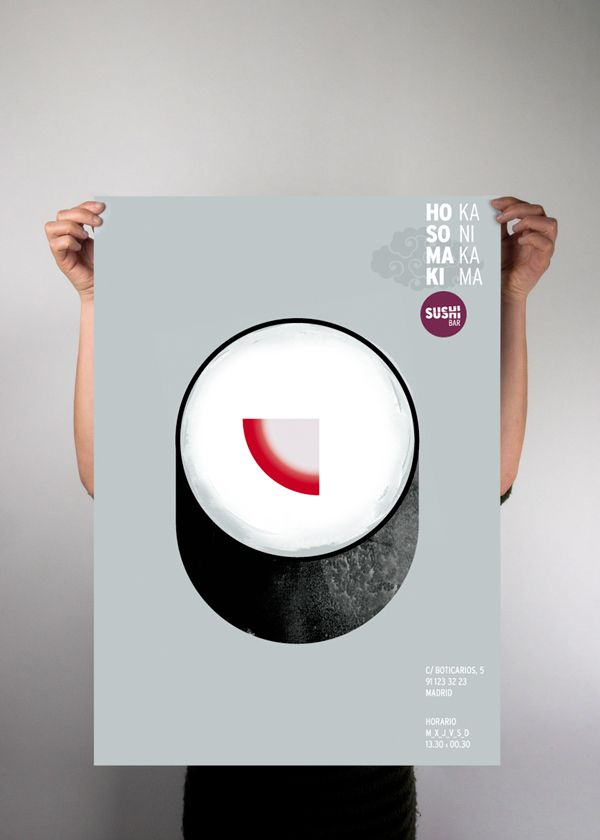 HO KA
SO NI
MA KA
KI MA
SUSHI
BAR
C/ BOTICARIOS, 5
91 123 32 23
MADRID
HORARIO
M_X_J_V_S_D
13.30 > 00.30